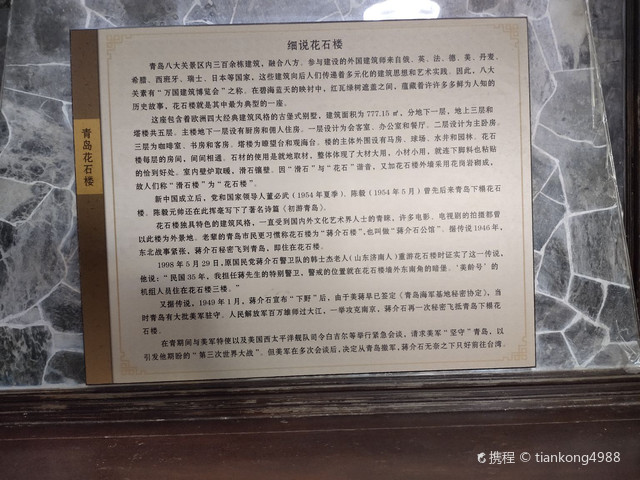 细说花石楼
青岛八大关景区内三百余栋建筑，融合八方。参与建设的外国建筑师来自俄、英、法、德、美、丹麦、
希腊、西班牙、瑞士、日本等国家，这些建筑向后人们传递着多元化的建筑思想和艺术实践。因此，八大
关素有“万国建筑博览会”之称。在碧海蓝天的映衬中，红瓦绿树遮盖之间，蕴藏着许许多多鲜为人知的
历史故事，花石楼就是其中最为典型的一座。
这座包含着欧洲四大经典建筑风格的古堡式别墅，建筑面积为777.15㎡，分地下一层，地上三层和
塔楼共五层。主楼地下一层设有厨房和佣人住房。一层设计为会客室、办公室和餐厅。二层设计为主卧房。
三层为咖啡室、书房和客房。塔楼为瞭望台和观海台。楼的主体外围设有马房、球场、水井和园林。花石
楼每层的房间，间间相通。石材的使用是就地取材，整体体现了大材大用，小材小用，就连下脚料也粘贴
的恰到好处。室内壁炉取暖，滑石镶壁。因“滑石”与“花石”谐音，又加花石楼外墙采用花岗岩砌成，
故人们称“滑石楼”为“花石楼”。
新中国成立后，党和国家领导人董必武（1954年夏季）、陈毅（1954年5月）曾先后来青岛下榻花石
楼。陈毅元帅还在此挥毫写下了著名诗篇《初游青岛》。
花石楼独具特色的建筑风格，一直受到国内外文化艺术界人士的青睐，许多电影、电视剧的拍摄都曾
以此楼为外景地。老辈的青岛市民更习惯称花石楼为“蒋介石楼”，也叫做“蒋介石公馆”。据传说1946年，
东北战事紧张，蒋介石秘密飞到青岛，即住在花石楼。
1998年5月29日，原国民党蒋介石警卫队的韩士杰老人（山东济南人）重游花石楼时证实了这一传说，
他说：“民国35年，我担任蒋先生的特别警卫，警戒的位置就在花石楼墙外东南角的暗堡。‘美龄号’的
机组人员住在花石楼三楼。”
又据传说，1949年1月，蒋介石宣布“下野”后，由于美蒋早已签定《青岛海军基地秘密协定》，当
时青岛有大批美军驻守。人民解放军百万雄师过大江，一举攻克南京，蒋介石再一次秘密飞抵青岛下榻花
石楼。
在青期间与美军特使以及美国西太平洋舰队司令白吉尔等举行紧急会谈，请求美军“坚守”青岛，以
引发他期盼的“第三次世界大战”。但美军在多次会谈后，决定从青岛撤军，蒋介石无奈之下只好前往台湾。
青岛花石楼
携程 © tiankong4988